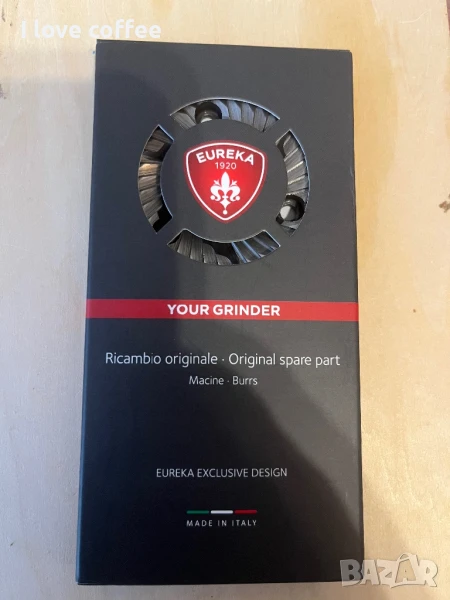 I love coffee
EUREKA
1920
YOUR GRINDER
Ricambio originale · Original spare part
Macine · Burrs
EUREKA EXCLUSIVE DESIGN
MADE IN ITALY
BAZAR